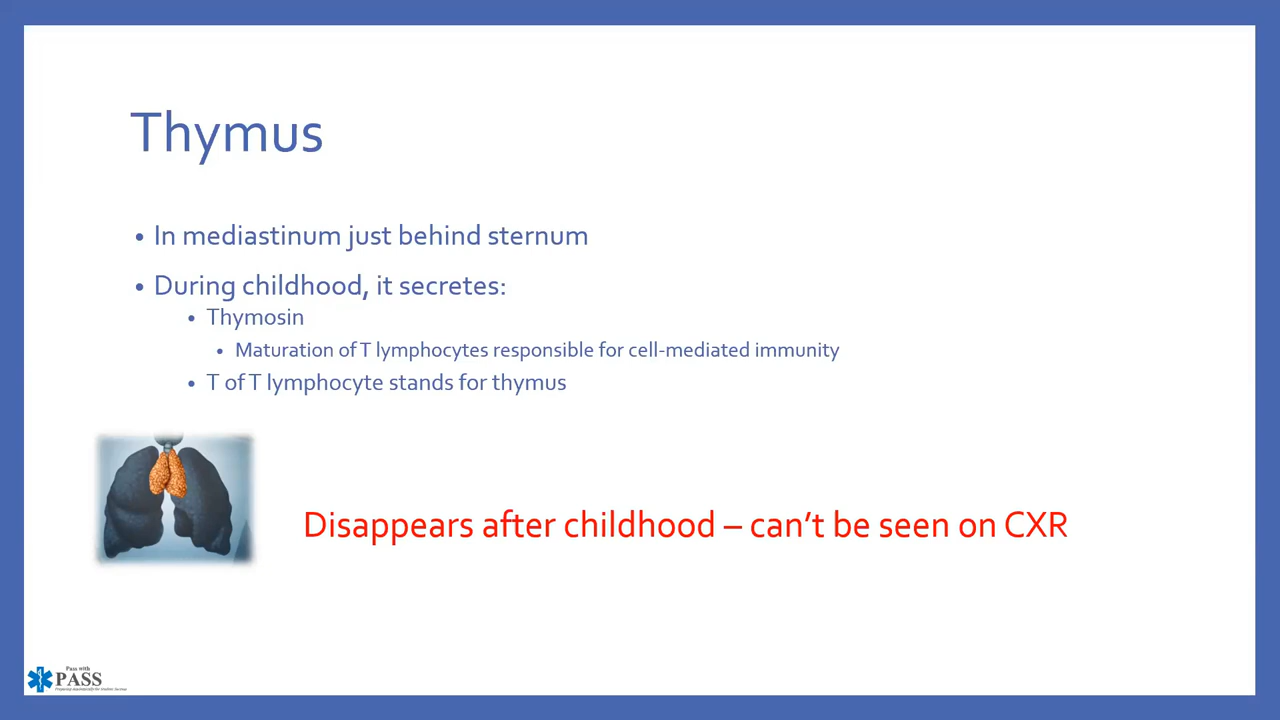 Thymus
• In mediastinum just behind sternum
• During childhood, it secretes:
• Thymosin
• Maturation of T lymphocytes responsible for cell-mediated immunity
• T of T lymphocyte stands for thymus
Disappears after childhood – can't be seen on CXR
Pass with
PASS